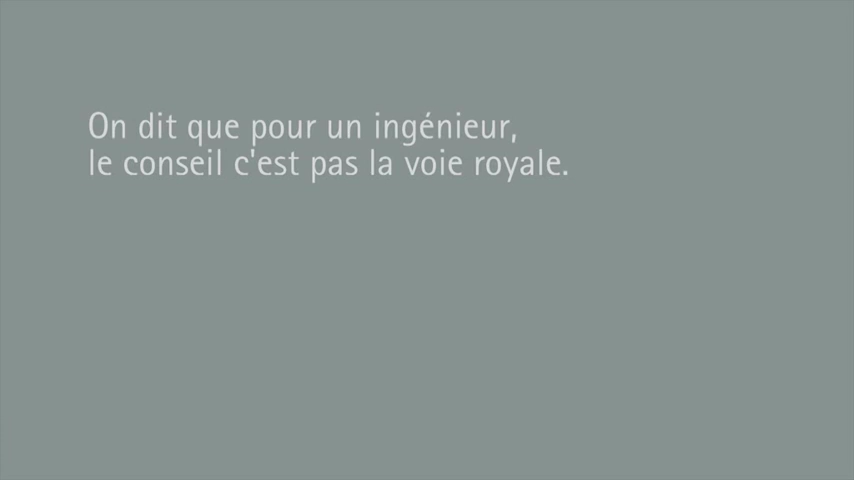 On dit que pour un ingénieur,
le conseil c'est pas la voie royale.